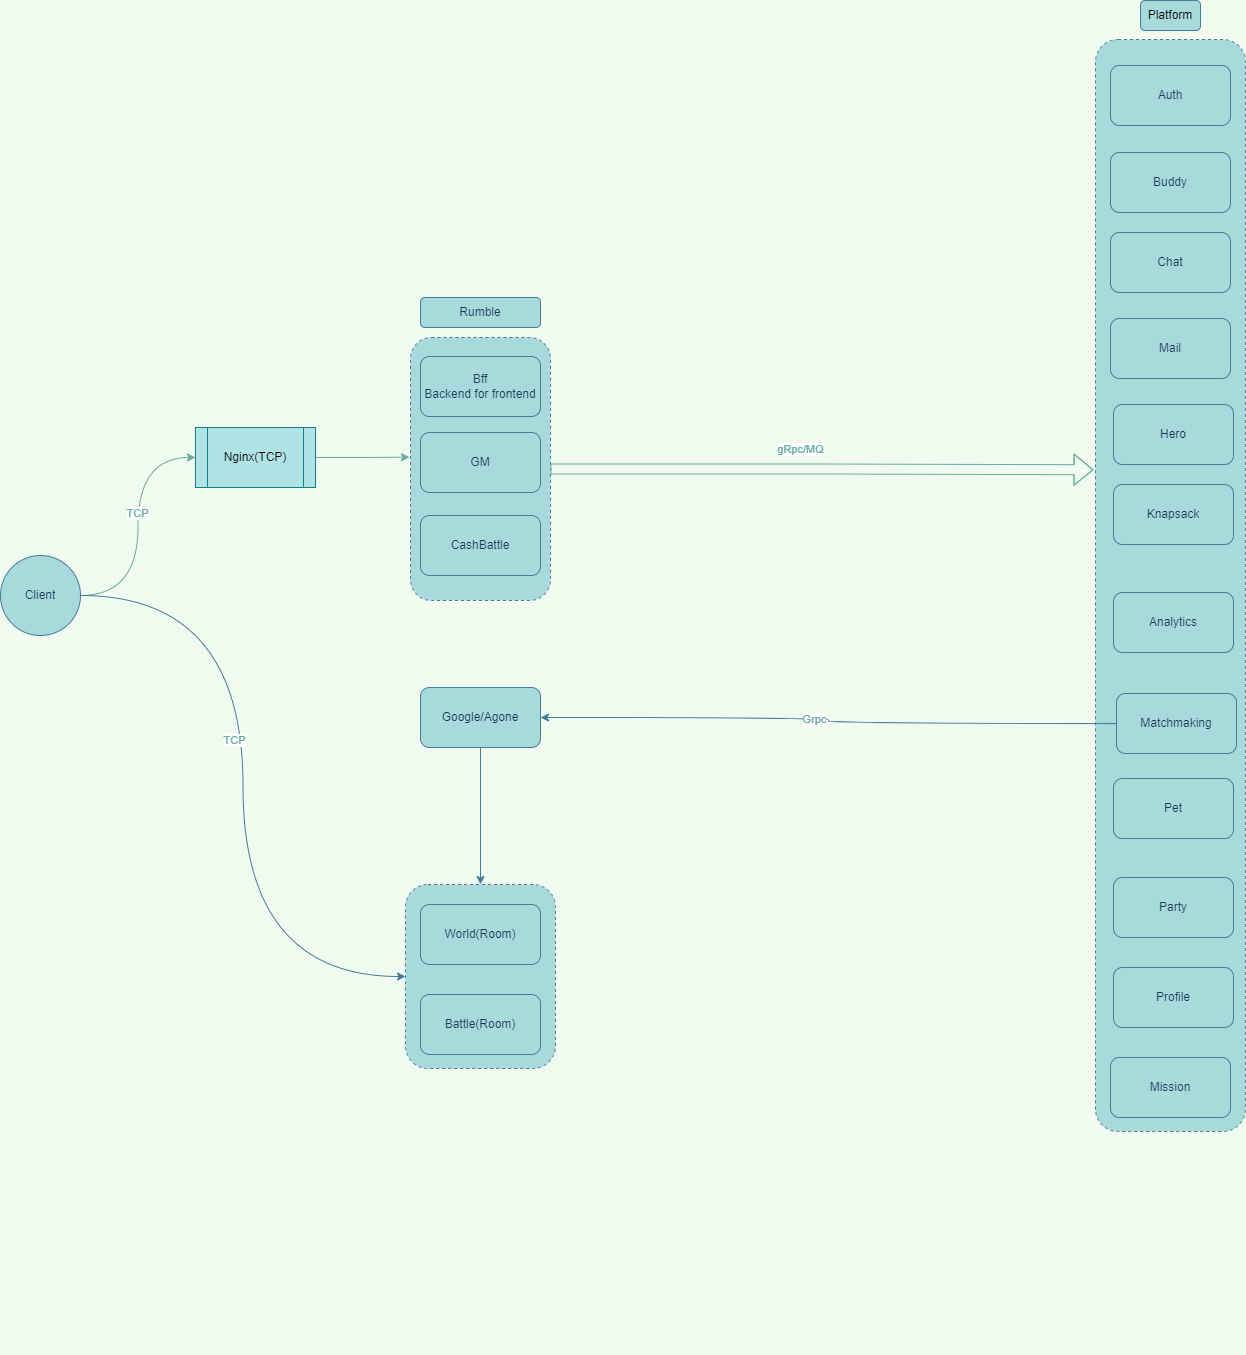 Platform
Auth
Buddy
Chat
Mail
Hero
Knapsack
Analytics
Matchmaking
Pet
Party
Profile
Mission
Rumble
Bff
Backend for frontend
GM
CashBattle
gRpc/MQ
Nginx(TCP)
TCP
Client
TCP
Google/Agone
Grpc
World(Room)
Battle(Room)